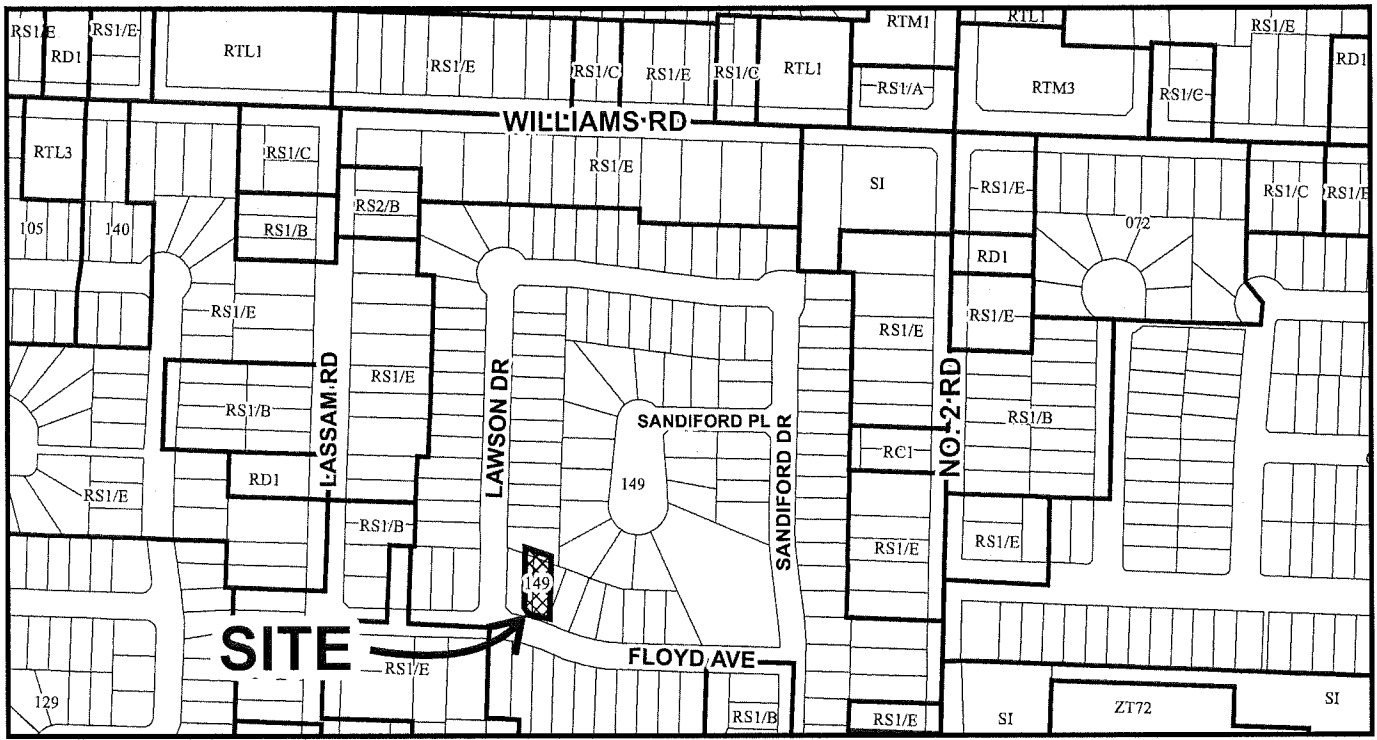 RS1/E
RD1
RS1/E
RTL1
RS1/E
RS1/C
RS1/E
RS1/C
RTL1
RTM1
RS1/A
RTL1
RTM3
RS1/E
RS1/C
RD1
WILLIAMS RD
RTL3
RS1/C
RS1/E
SI
RS1/E
RS1/C
RS1/E
105
140
RS1/B
RS2/B
RD1
072
RS1/E
RS1/E
RS1/E
RS1/E
RS1/B
LASSAM RD
LAWSON DR
SANDIFORD PL
SANDIFORD DR
RC1
NO. 2 RD
RS1/B
RS1/E
RD1
RS1/B
149
RS1/E
RS1/E
149
SITE
RS1/E
FLOYD AVE
129
RS1/B
RS1/E
SI
ZT72
SI